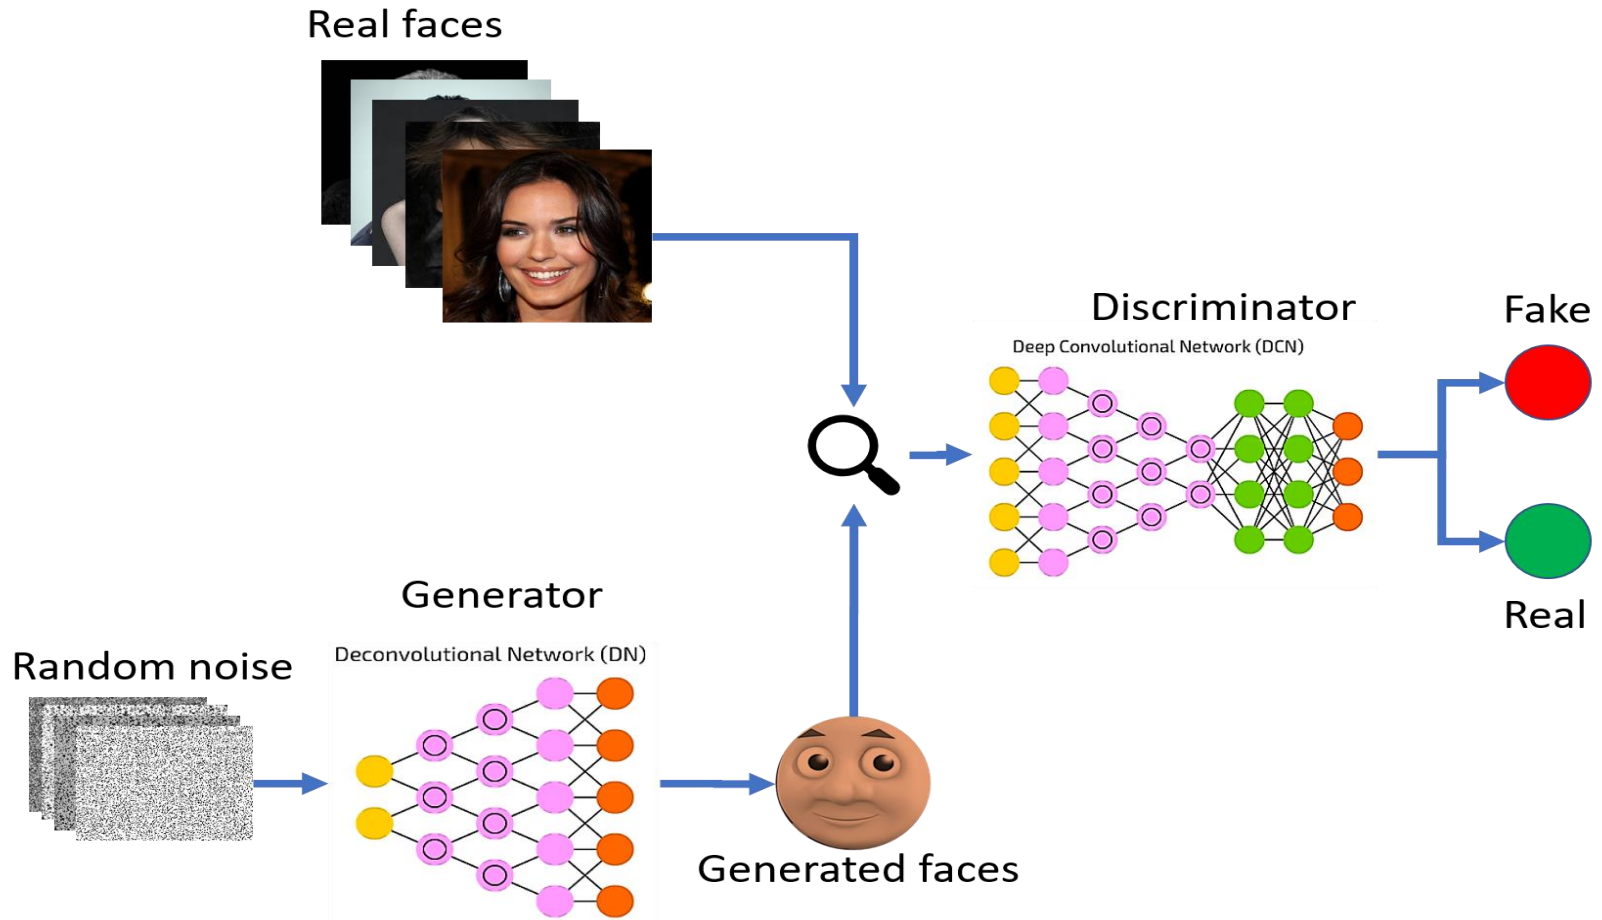 Real faces
Discriminator
Deep Convolutional Network (DCN)
Fake
Real
Generator
Deconvolutional Network (DN)
Random noise
Generated faces